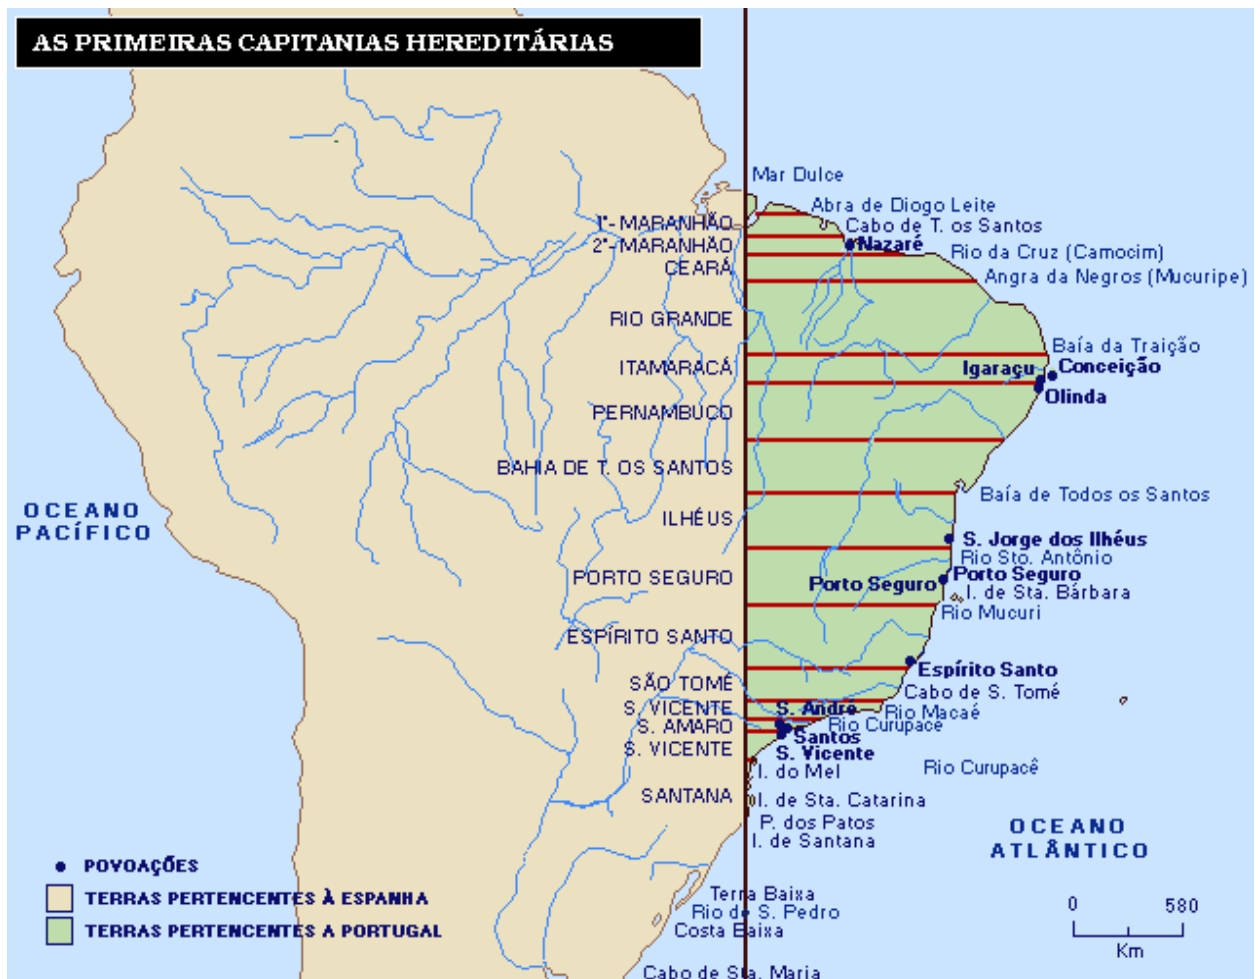 AS PRIMEIRAS CAPITANIAS HEREDITÁRIAS
Mar Dulce
Abra de Diogo Leite
1ª- MARANHÃO
Cabo de T. os Santos
2ª- MARANHÃO
Nazaré
Rio da Cruz (Camocim)
CEARÁ
Angra da Negros (Mucuripe)
RIO GRANDE
Baía da Traição
ITAMARACÁ
Igaraçu
Conceição
Olinda
PERNAMBUCO
BAHIA DE T. OS SANTOS
Baía de Todos os Santos
OCEANO
PACÍFICO
ILHÉUS
S. Jorge dos Ilhéus
Rio Sto. Antônio
PORTO SEGURO
Porto Seguro
Porto Seguro
I. de Sta. Bárbara
Rio Mucuri
ESPÍRITO SANTO
Espírito Santo
SÃO TOMÉ
Cabo de S. Tomé
S. VICENTE
S. André
Rio Macaé
S. AMARO
Rio Curupacê
Santos
S. VICENTE
S. Vicente
I. do Mel
Rio Curupacê
SANTANA
I. de Sta. Catarina
P. dos Patos
I. de Santana
OCEANO
ATLÂNTICO
POVOAÇÕES
TERRAS PERTENCENTES À ESPANHA
TERRAS PERTENCENTES A PORTUGAL
Terra Baixa
Rio de S. Pedro
Costa Baixa
Cabo de Sta. Maria
0 580
Km